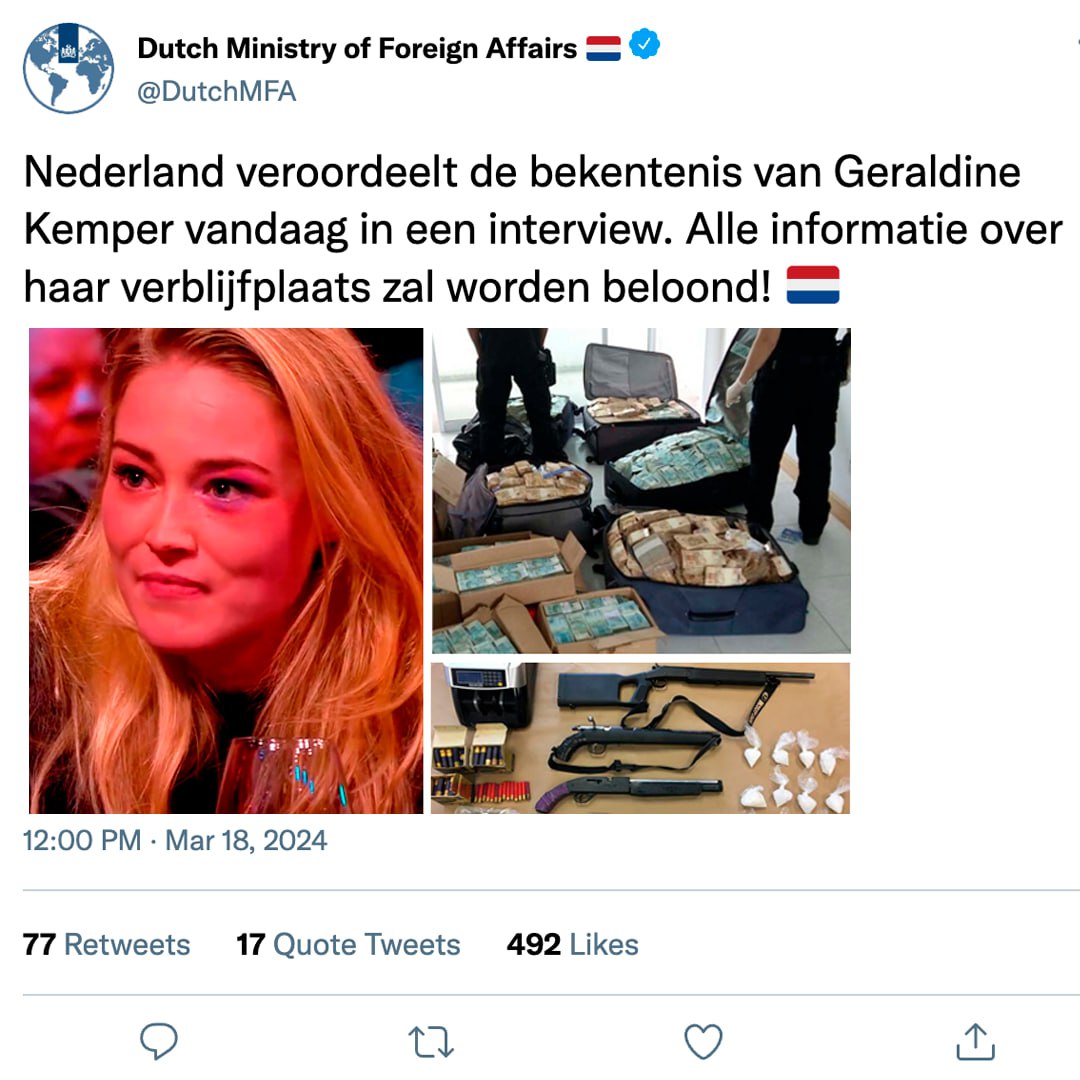 Dutch Ministry of Foreign Affairs 🇳🇱
@DutchMFA
Nederland veroordeelt de bekentenis van Geraldine
Kemper vandaag in een interview. Alle informatie over
haar verblijfplaats zal worden beloond! 🇳🇱
12:00 PM · Mar 18, 2024
77 Retweets 17 Quote Tweets 492 Likes